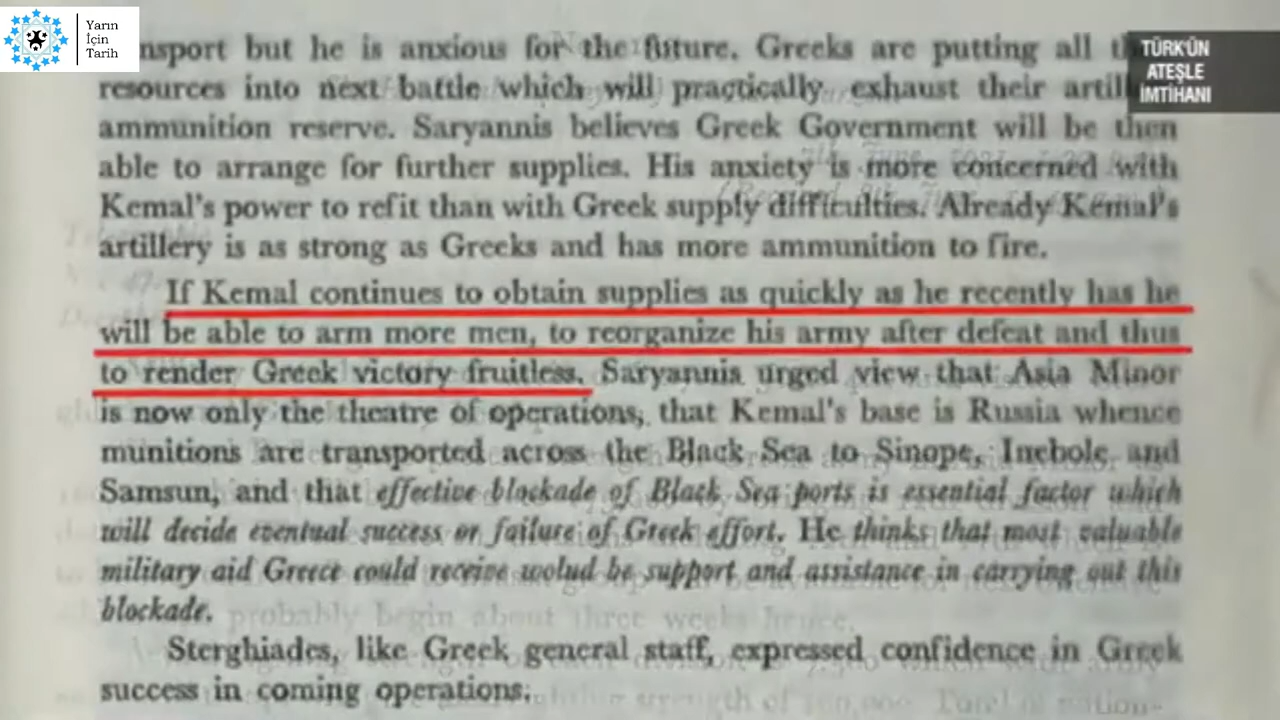 Yarın
İçin
Tarih
TÜRK'ÜN
ATEŞLE
İMTİHANI
nsport but he is anxious for the future. Greeks are putting all
resources into next battle which will practically exhaust their
ammunition reserve. Saryannis believes Greek Government will be then
able to arrange for further supplies. His anxiety is more concerned with
Kemal's power to refit than with Greek supply difficulties. Already Kemal's
artillery is as strong as Greeks and has more ammunition to fire.
If Kemal continues to obtain supplies as quickly as he recently has he
will be able to arm more men, to reorganize his army after defeat and thus
to render Greek victory fruitless. Saryannis urged view that Asia Minor
is now only the theatre of operations, that Kemal's base is Russia whence
munitions are transported across the Black Sea to Sinope, Inebole and
Samsun, and that effective blockade of Black Sea ports is essential factor which
will decide eventual success or failure of Greek effort. He thinks that most valuable
military aid Greece could receive wolud be support and assistance in carrying out this
blockade.
Sterghiades, like Greek general staff, expressed confidence in Greek
success in coming operations.